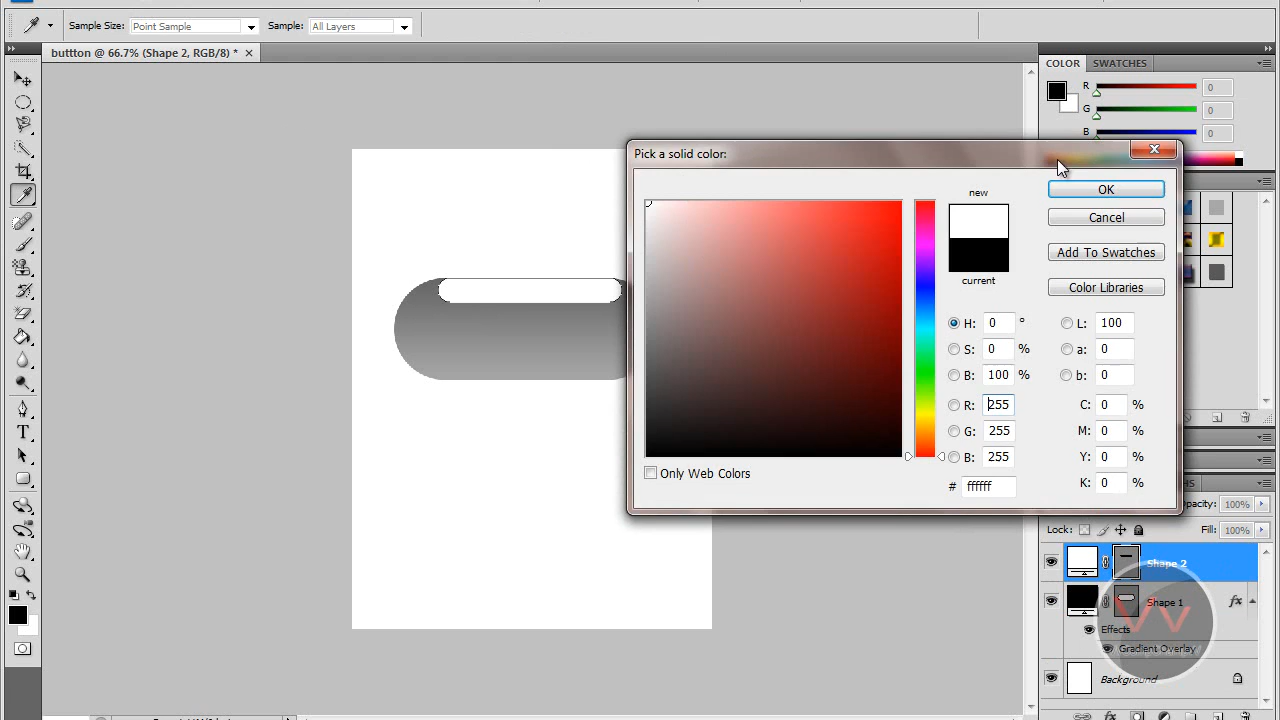 Sample Size: Point Sample Sample: All Layers
buttton @ 66.7% (Shape 2, RGB/8) *
COLOR SWATCHES
R 0
G 0
B 0
Pick a solid color:
new
current
OK
Cancel
Add To Swatches
Color Libraries
H: 0 ° L: 100
S: 0 % a: 0
B: 100 % b: 0
R: 255 C: 0 %
G: 255 M: 0 %
B: 255 Y: 0 %
# ffffff K: 0 %
Only Web Colors
Opacity: 100%
Lock: Fill: 100%
Shape 2
Shape 1 fx
Effects
Gradient Overlay
Background
Vv